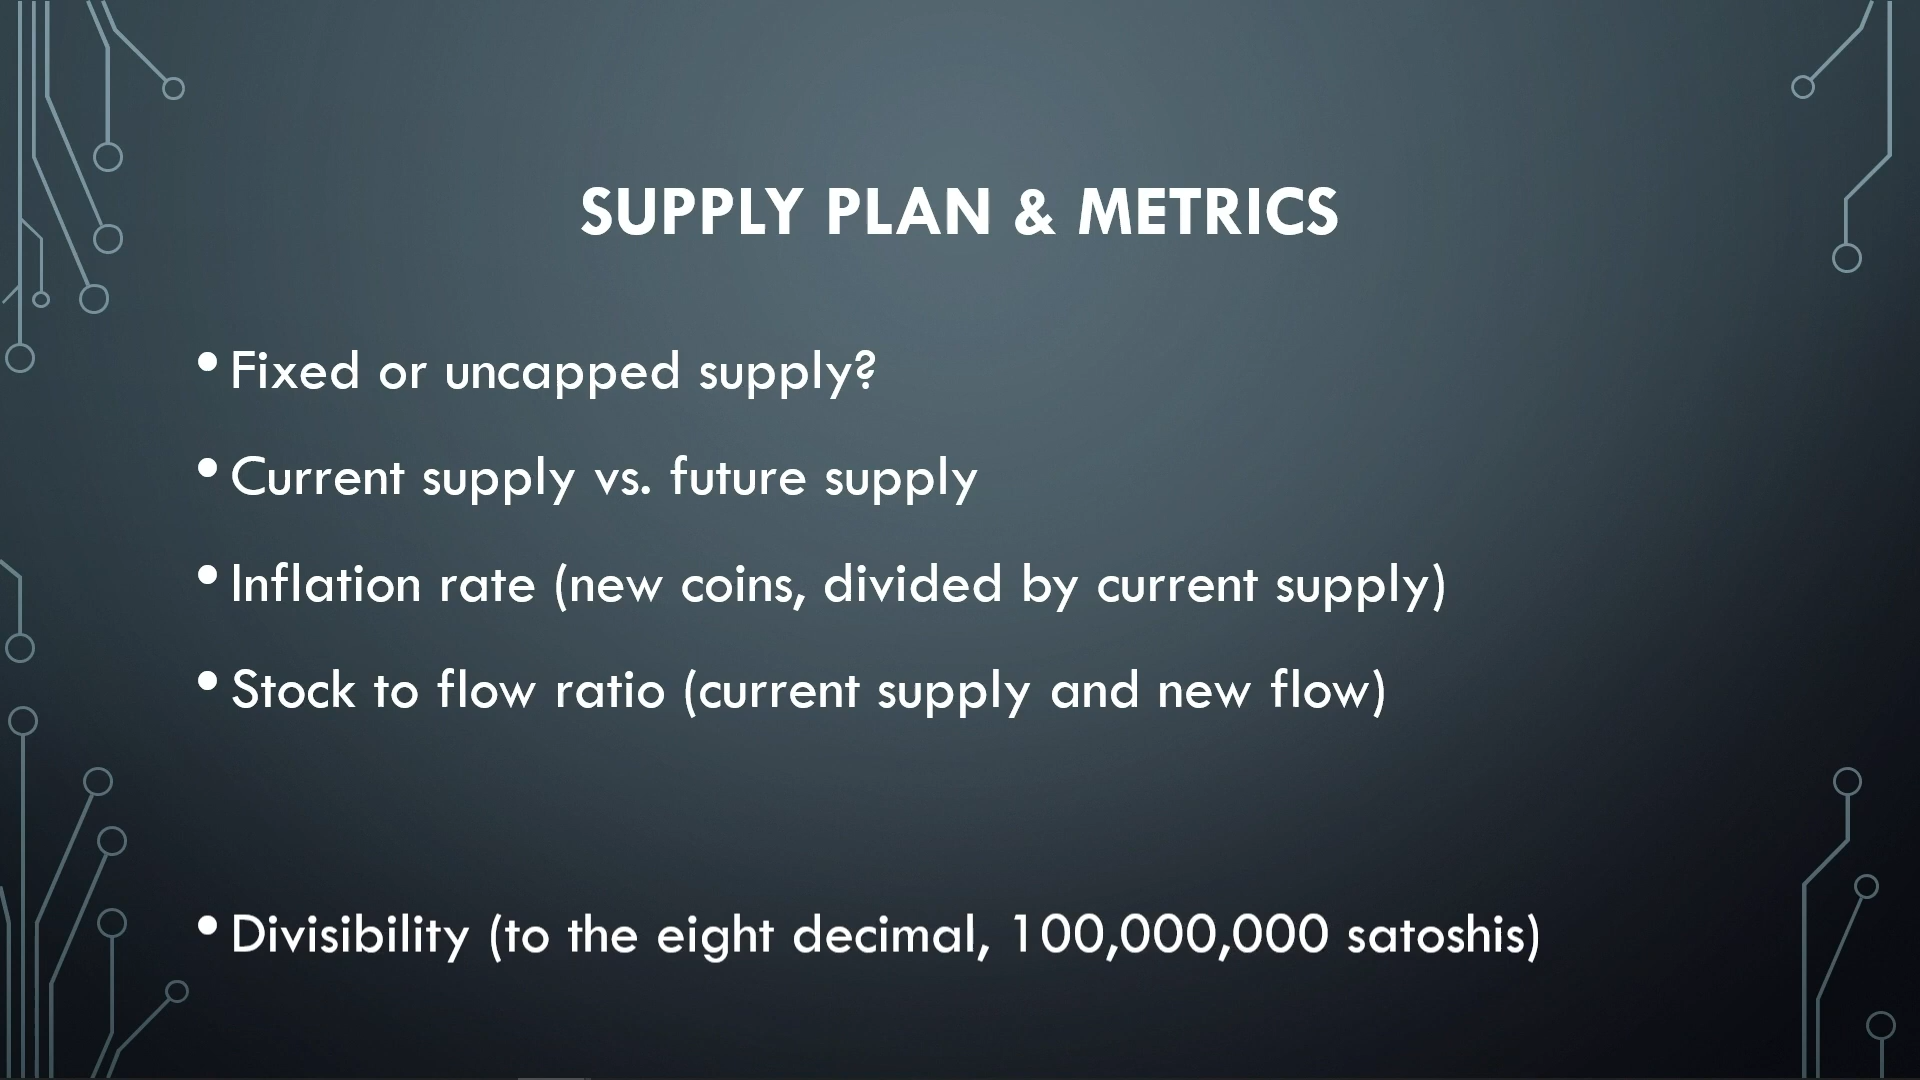 SUPPLY PLAN & METRICS
• Fixed or uncapped supply?
• Current supply vs. future supply
• Inflation rate (new coins, divided by current supply)
• Stock to flow ratio (current supply and new flow)
• Divisibility (to the eight decimal, 100,000,000 satoshis)